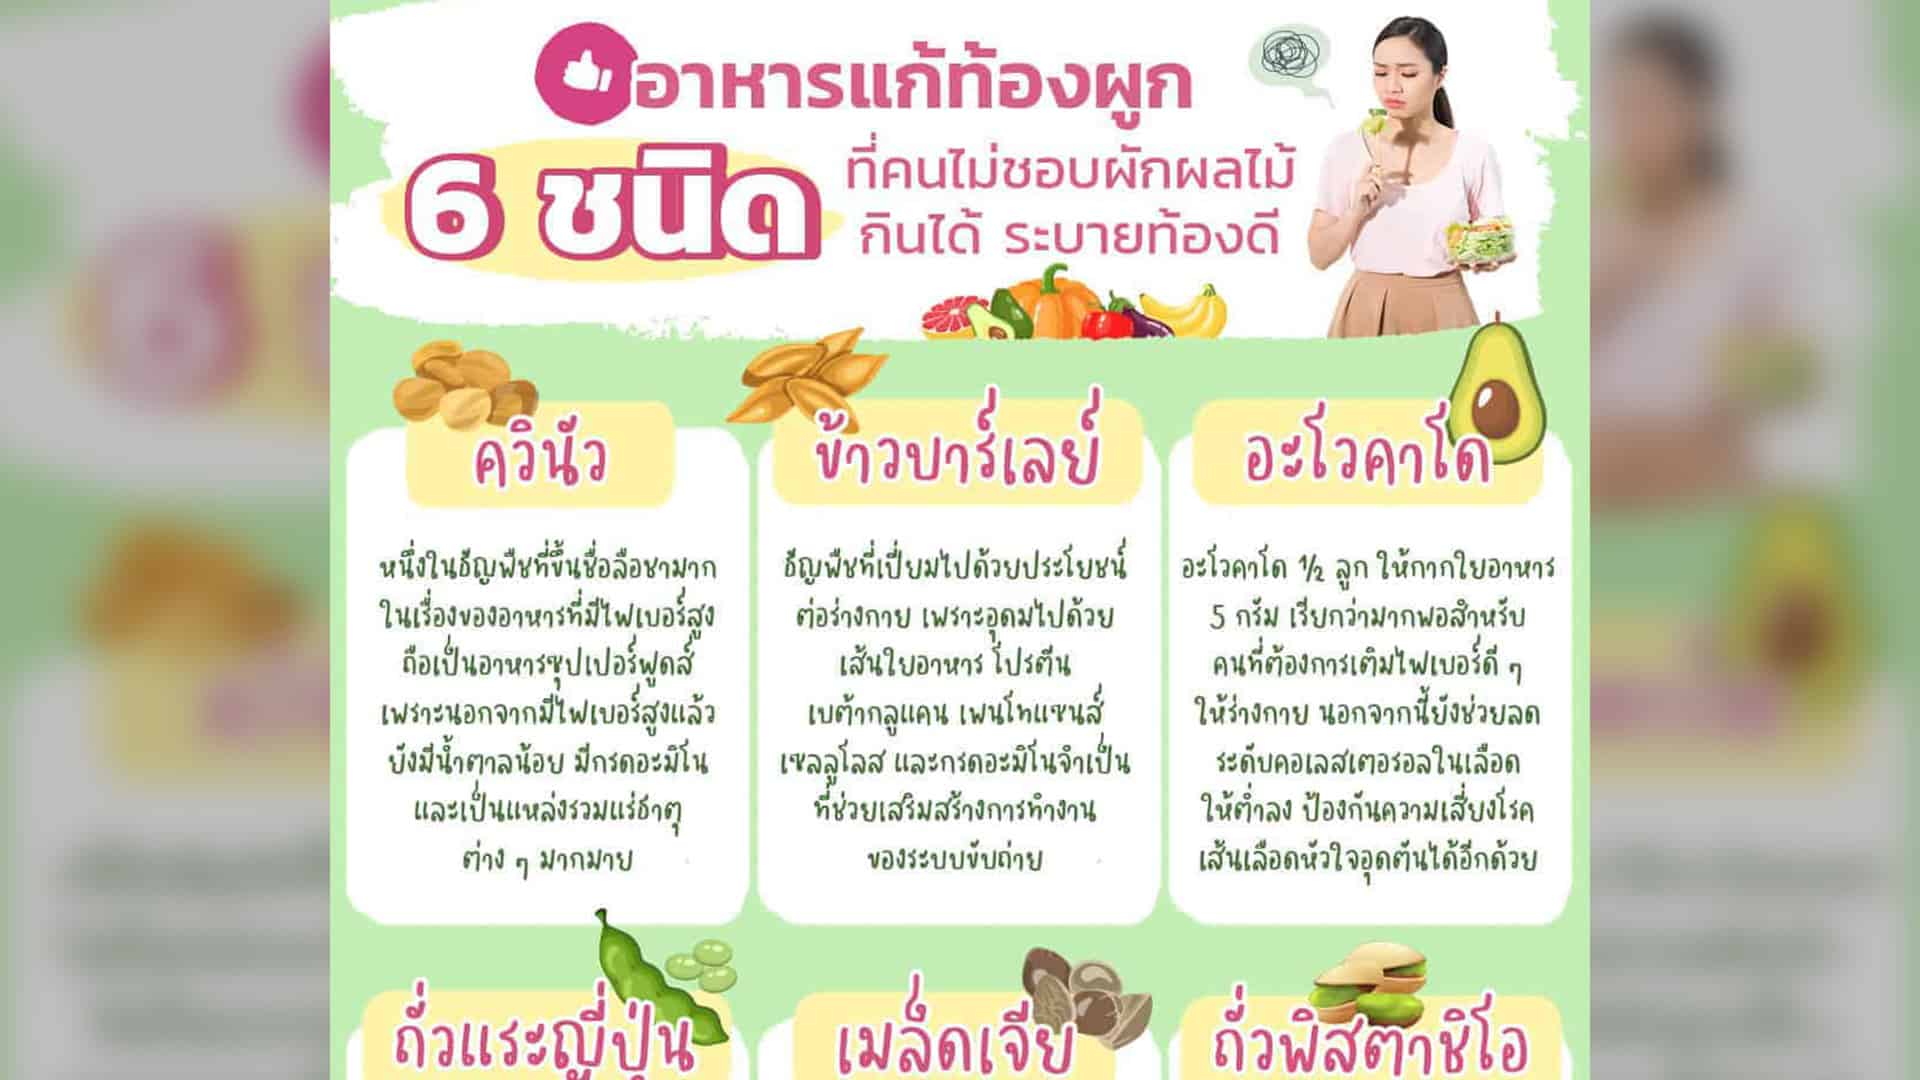 อาหารแก้ท้องผูก
6 ชนิด
ที่คนไม่ชอบผักผลไม้
กินได้ ระบายท้องดี
ควินัว
หนึ่งในธัญพืชที่ขึ้นชื่อลือชามาก
ในเรื่องของอาหารที่มีไฟเบอร์สูง
ถือเป็นอาหารซุปเปอร์ฟูดส์
เพราะนอกจากมีไฟเบอร์สูงแล้ว
ยังมีน้ำตาลน้อย มีกรดอะมิโน
และเป็นแหล่งรวมแร่ธาตุ
ต่าง ๆ มากมาย
ข้าวบาร์เลย์
ธัญพืชที่เปี่ยมไปด้วยประโยชน์
ต่อร่างกาย เพราะอุดมไปด้วย
เส้นใยอาหาร โปรตีน
เบต้ากลูแคน เพนโทแซนส์
เซลลูโลส และกรดอะมิโนจำเป็น
ที่ช่วยเสริมสร้างการทำงาน
ของระบบขับถ่าย
อะโวคาโด
อะโวคาโด ½ ลูก ให้กากใยอาหาร
5 กรัม เรียกว่ามากพอสำหรับ
คนที่ต้องการเติมไฟเบอร์ดี ๆ
ให้ร่างกาย นอกจากนี้ยังช่วยลด
ระดับคอเลสเตอรอลในเลือด
ให้ต่ำลง ป้องกันความเสี่ยงโรค
เส้นเลือดหัวใจอุดตันได้อีกด้วย
ถั่วแระญี่ปุ่น
เมล็ดเจีย
ถั่วพิสตาชิโอ